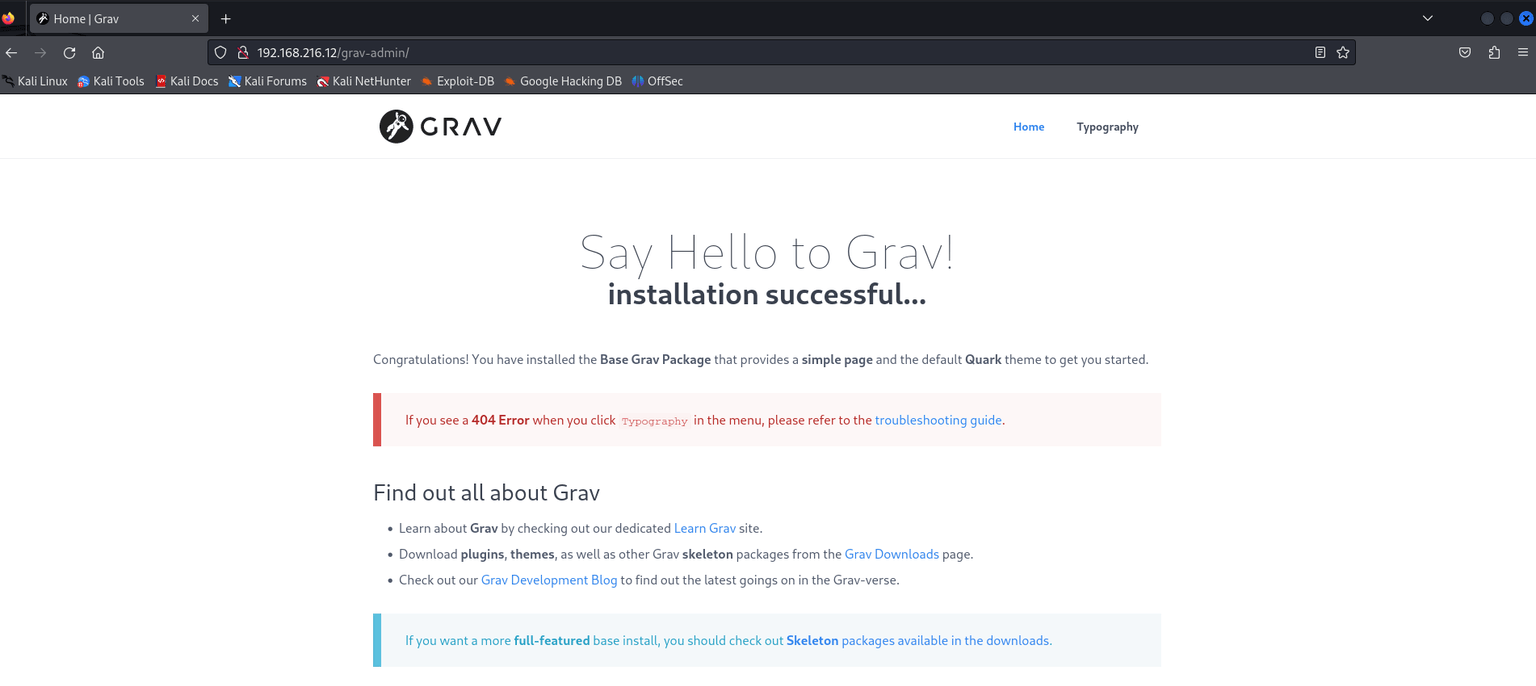 Home | Grav
192.168.216.12/grav-admin/
Kali Linux Kali Tools Kali Docs Kali Forums Kali NetHunter Exploit-DB Google Hacking DB OffSec
GRAV Home Typography
Say Hello to Grav!
installation successful...
Congratulations! You have installed the Base Grav Package that provides a simple page and the default Quark theme to get you started.
If you see a 404 Error when you click Typography in the menu, please refer to the troubleshooting guide.
Find out all about Grav
• Learn about Grav by checking out our dedicated Learn Grav site.
• Download plugins, themes, as well as other Grav skeleton packages from the Grav Downloads page.
• Check out our Grav Development Blog to find out the latest goings on in the Grav-verse.
If you want a more full-featured base install, you should check out Skeleton packages available in the downloads.